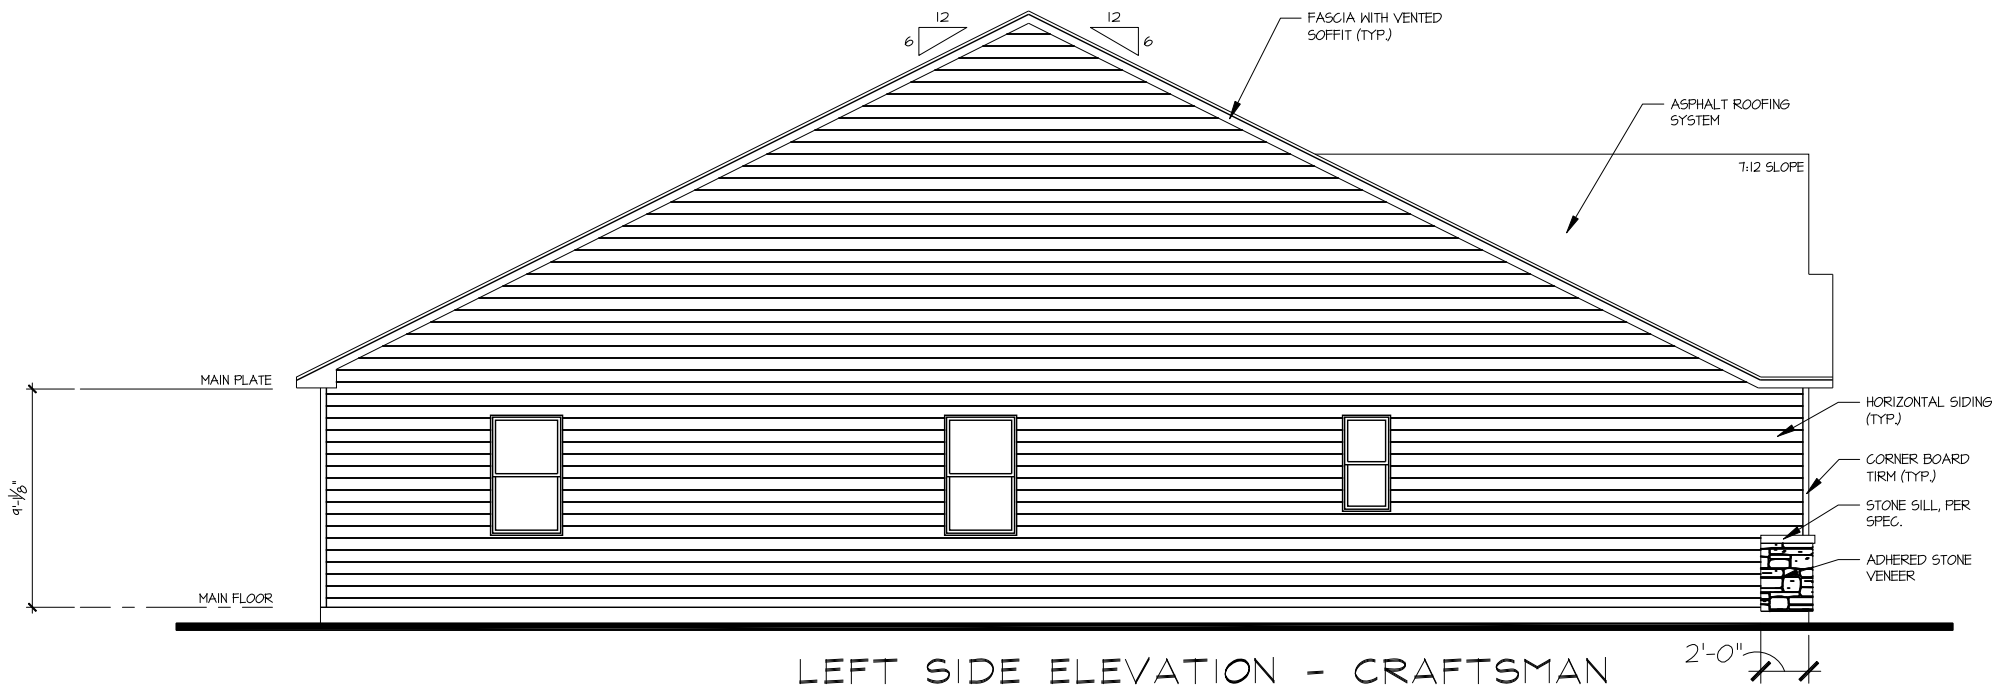 12
6
12
6
FASCIA WITH VENTED
SOFFIT (TYP.)
ASPHALT ROOFING
SYSTEM
7:12 SLOPE
MAIN PLATE
9'-1 1/8"
MAIN FLOOR
HORIZONTAL SIDING
(TYP.)
CORNER BOARD
TIRM (TYP.)
STONE SILL, PER
SPEC.
ADHERED STONE
VENEER
2'-0"
LEFT SIDE ELEVATION - CRAFTSMAN